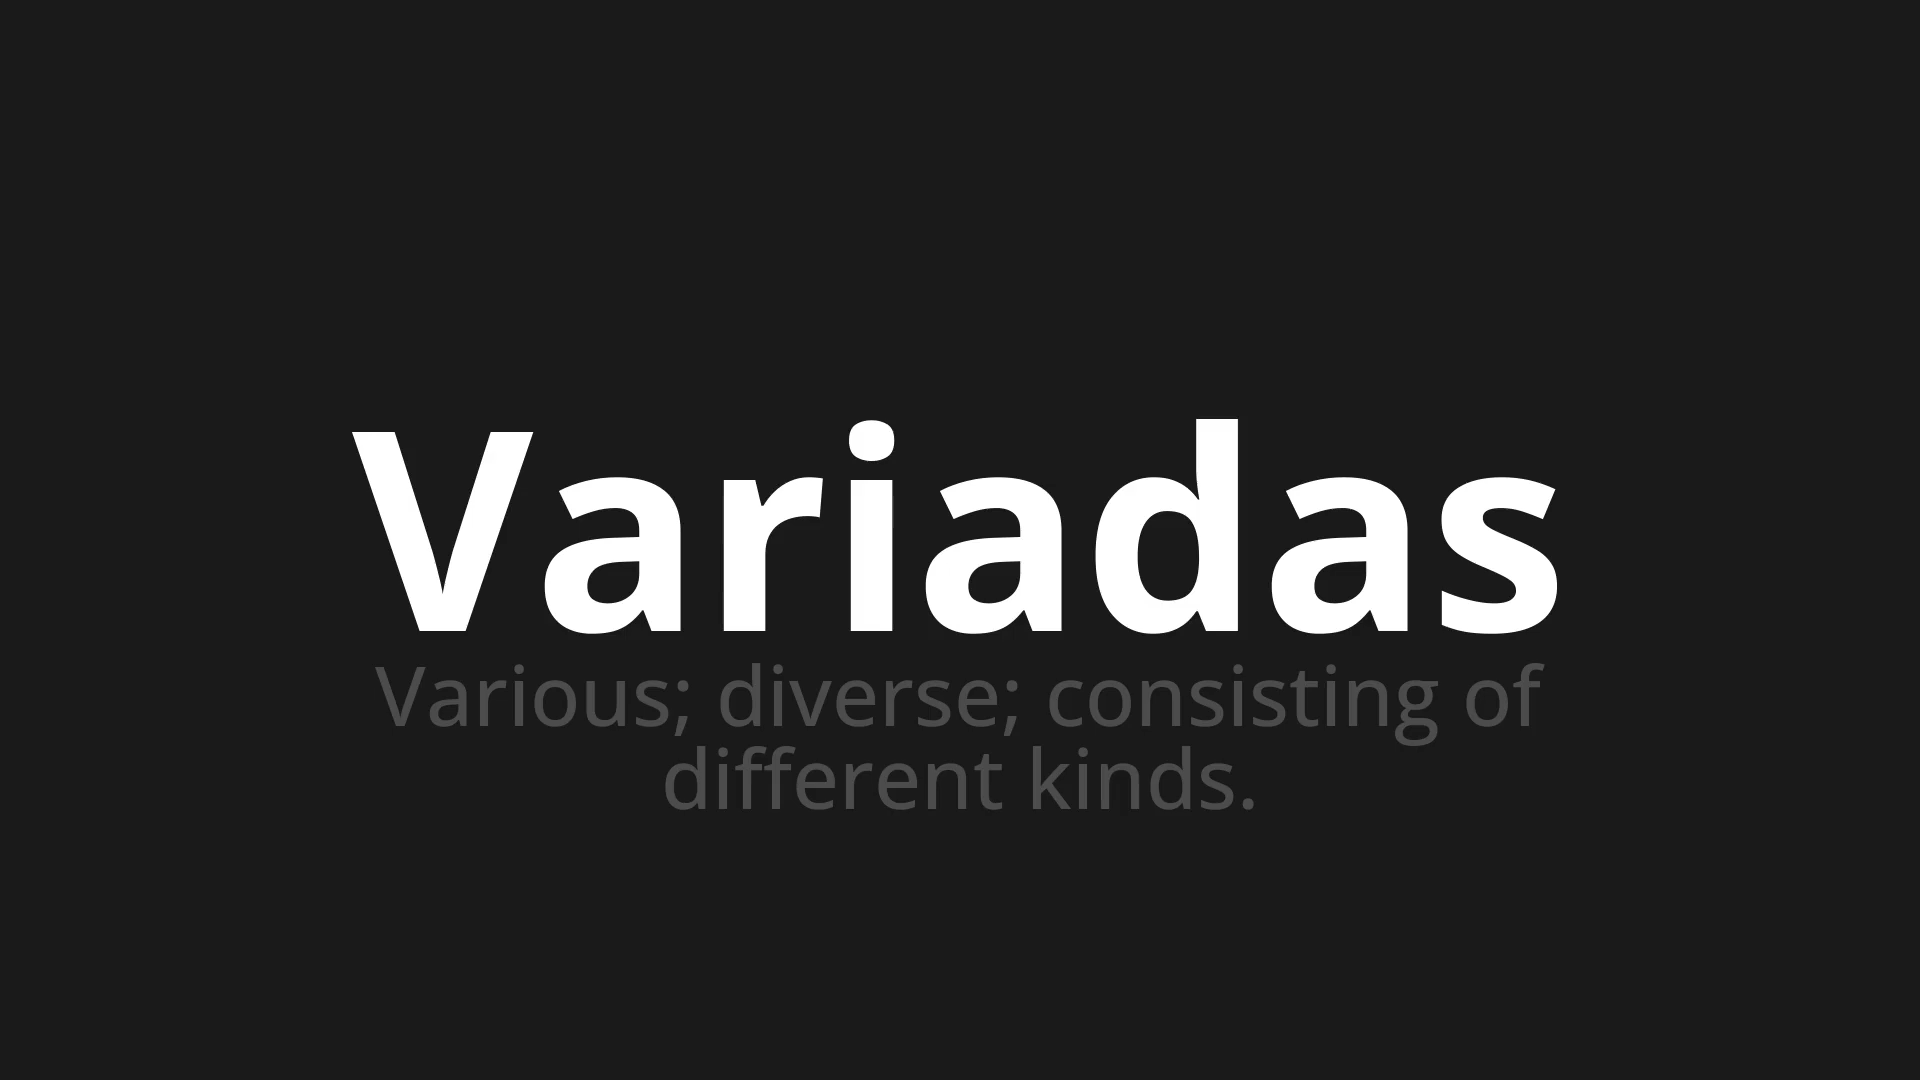 Variadas
Various; diverse; consisting of
different kinds.